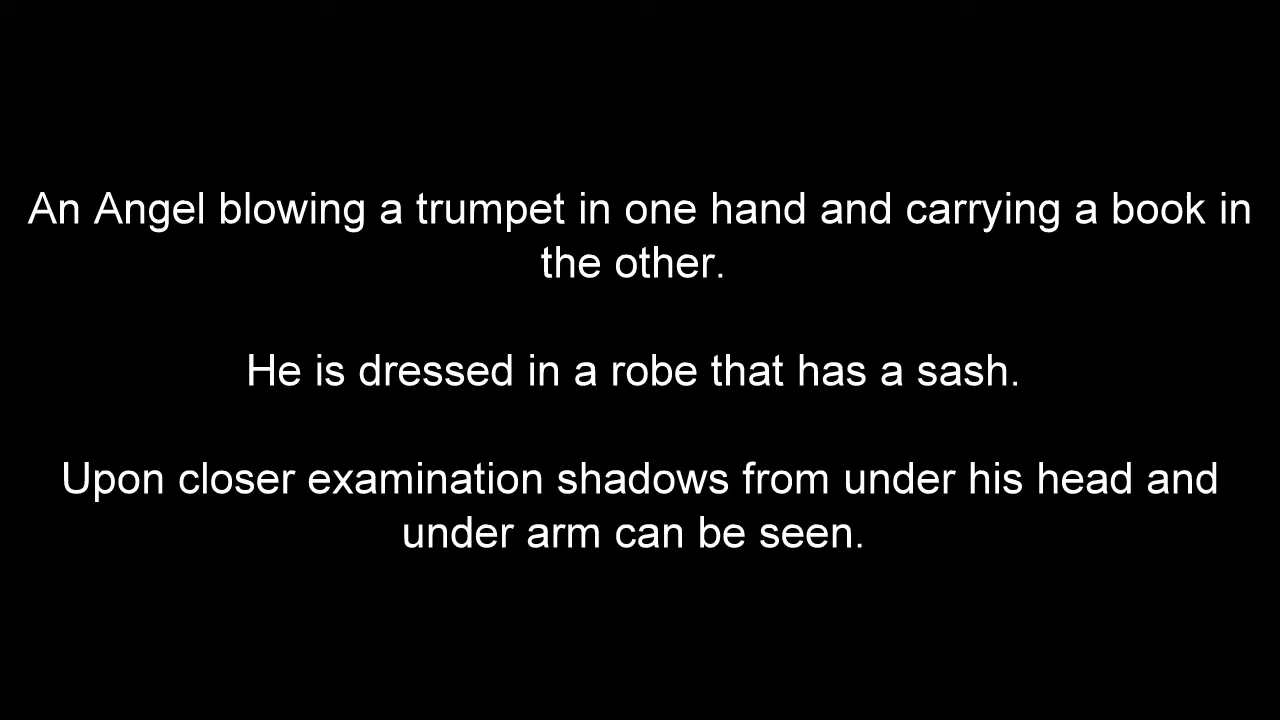 An Angel blowing a trumpet in one hand and carrying a book in
the other.
He is dressed in a robe that has a sash.
Upon closer examination shadows from under his head and
under arm can be seen.